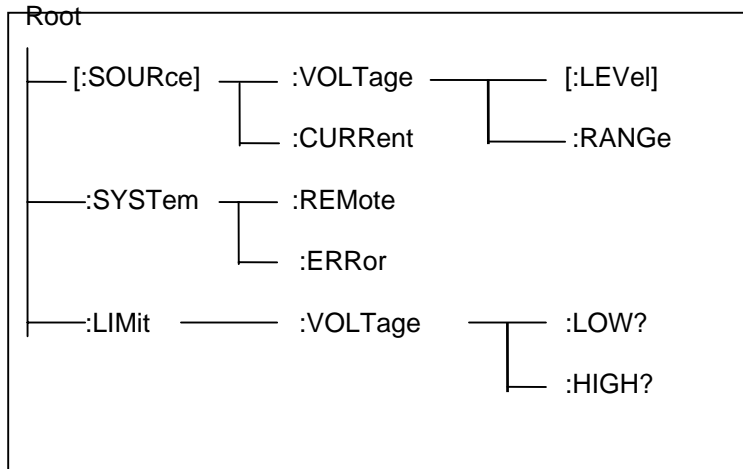 Root
[:SOURce] :VOLTage [:LEVel]
:CURRent :RANGe
:SYSTem :REMote
:ERRor
:LIMit :VOLTage :LOW?
:HIGH?